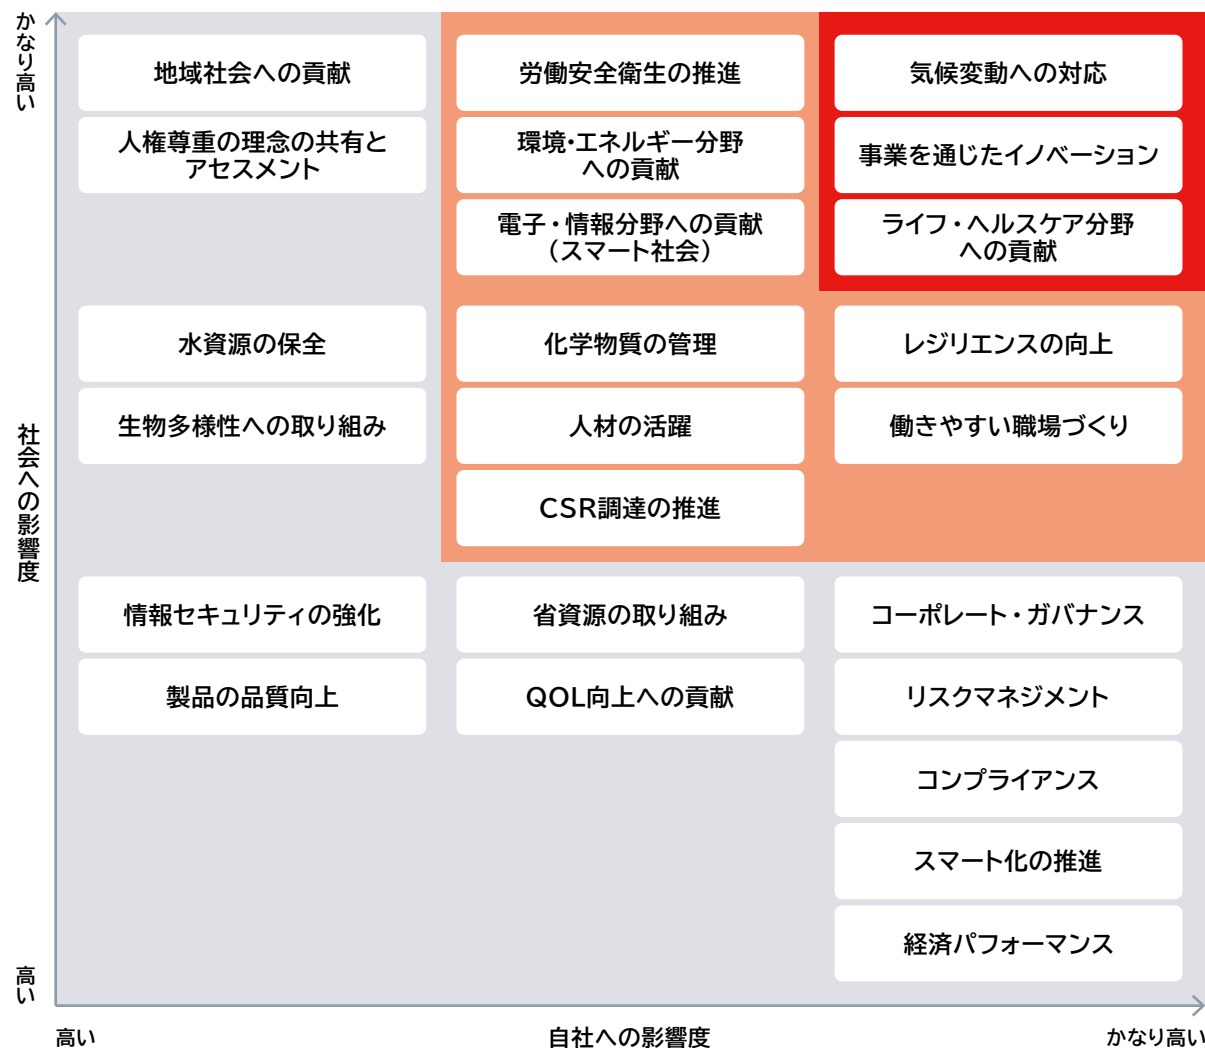 かなり高い
地域社会への貢献
労働安全衛生の推進
気候変動への対応
人権尊重の理念の共有と
アセスメント
環境・エネルギー分野
への貢献
事業を通じたイノベーション
電子・情報分野への貢献
（スマート社会）
ライフ・ヘルスケア分野
への貢献
水資源の保全
化学物質の管理
レジリエンスの向上
生物多様性への取り組み
人材の活躍
働きやすい職場づくり
CSR調達の推進
社会への影響度
情報セキュリティの強化
省資源の取り組み
コーポレート・ガバナンス
製品の品質向上
QOL向上への貢献
リスクマネジメント
コンプライアンス
スマート化の推進
経済パフォーマンス
高い
高い
自社への影響度
かなり高い